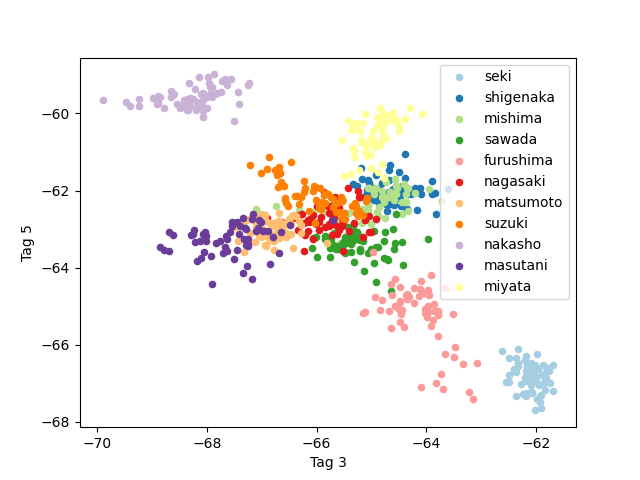 seki
shigenaka
mishima
sawada
furushima
nagasaki
matsumoto
suzuki
nakasho
masutani
miyata
Tag 5
−60
−62
−64
−66
−68
−70 −68 −66 −64 −62
Tag 3